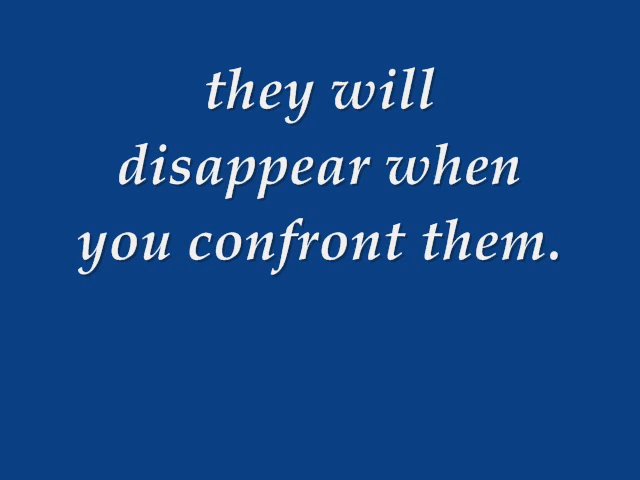 they will
disappear when
you confront them.